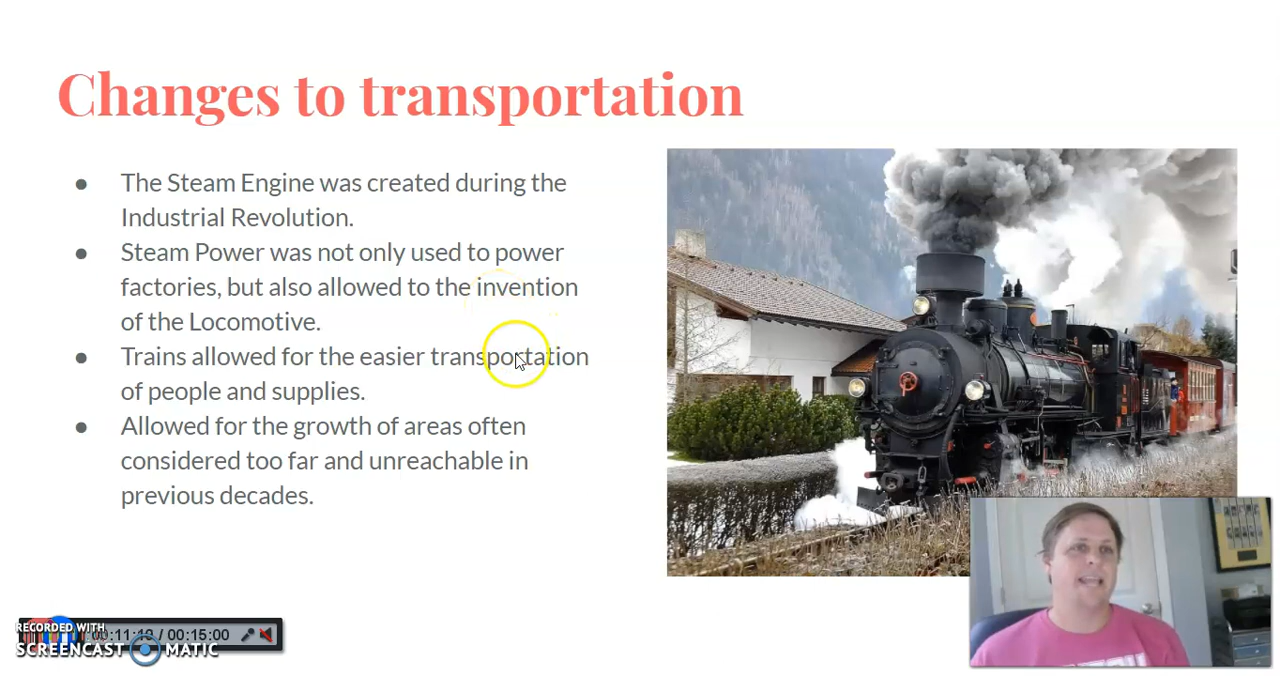 Changes to transportation
● The Steam Engine was created during the
Industrial Revolution.
● Steam Power was not only used to power
factories, but also allowed to the invention
of the Locomotive.
● Trains allowed for the easier transportation
of people and supplies.
● Allowed for the growth of areas often
considered too far and unreachable in
previous decades.
RECORDED WITH
/ 00:15:00
SCREENCAST MATIC